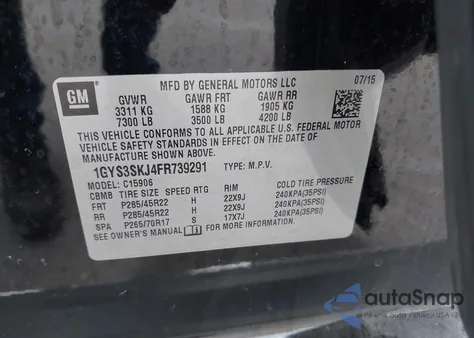 GM
MFD BY GENERAL MOTORS LLC 07/15
GVWR GAWR FRT GAWR RR
3311 KG 1588 KG 1905 KG
7300 LB 3500 LB 4200 LB
THIS VEHICLE CONFORMS TO ALL APPLICABLE U.S. FEDERAL MOTOR
VEHICLE SAFETY STANDARDS IN EFFECT ON THE DATE OF
MANUFACTURE SHOWN ABOVE.
1GYS3SKJ4FR739291 TYPE: M.P.V.
MODEL: C15906
CBMB TIRE SIZE SPEED RTG RIM COLD TIRE PRESSURE
FRT P285/45R22 H 22X9J 240KPA(35PSI)
RR P285/45R22 H 22X9J 240KPA(35PSI)
SPA P265/70R17 S 17X7J 240KPA(35PSI)
SEE OWNER'S MANUAL FOR MORE INFORMATION
autoSnap